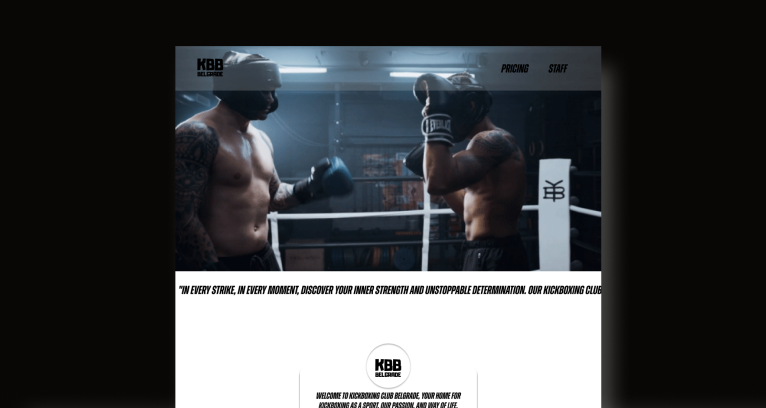 KBB
BELGRADE
PRICING STAFF
EVERLAST
YB
"IN EVERY STRIKE, IN EVERY MOMENT, DISCOVER YOUR INNER STRENGTH AND UNSTOPPABLE DETERMINATION. OUR KICKBOXING CLUB
KBB
BELGRADE
WELCOME TO KICKBOXING CLUB BELGRADE, YOUR HOME FOR
KICKBOXING AS A SPORT, OUR PASSION, AND WAY OF LIFE.